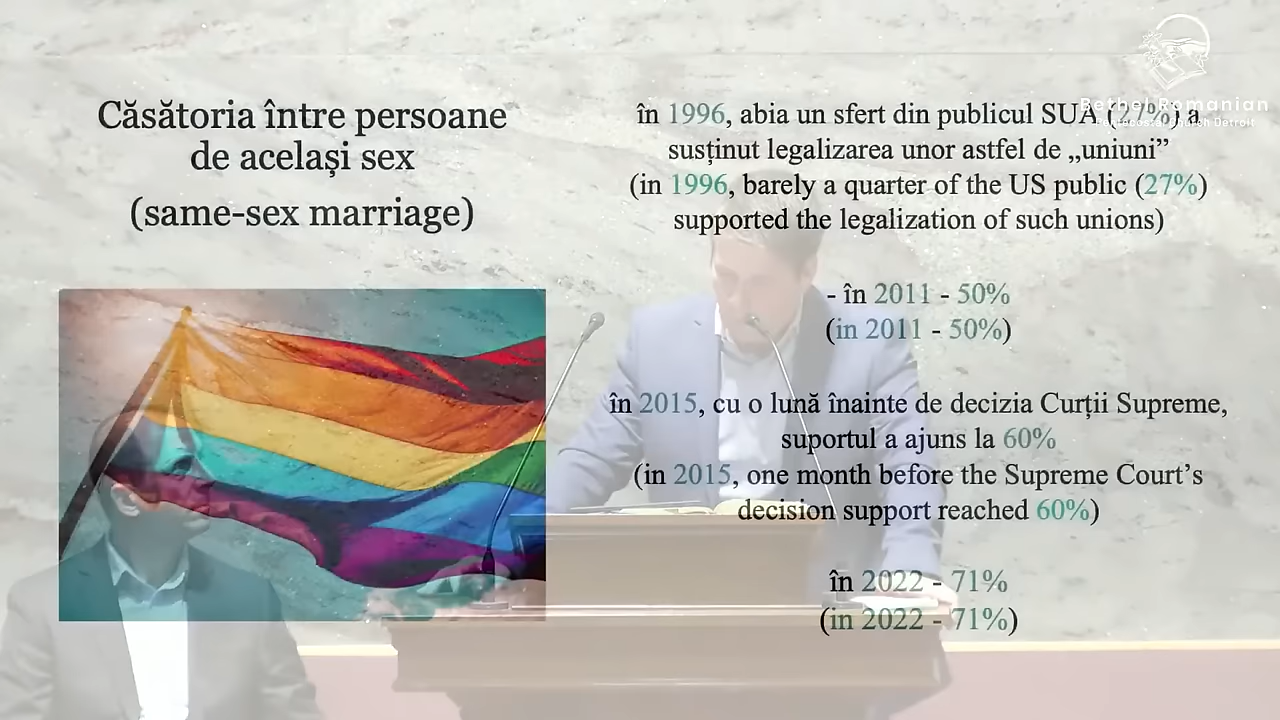 Căsătoria între persoane
de același sex
(same-sex marriage)
în 1996, abia un sfert din publicul SUA a
susținut legalizarea unor astfel de „uniuni”
(in 1996, barely a quarter of the US public (27%)
supported the legalization of such unions)
- în 2011 - 50%
(in 2011 - 50%)
în 2015, cu o lună înainte de decizia Curții Supreme,
suportul a ajuns la 60%
(in 2015, one month before the Supreme Court’s
decision support reached 60%)
în 2022 - 71%
(in 2022 - 71%)
Bethel Romanian
Pentecostal Church Detroit